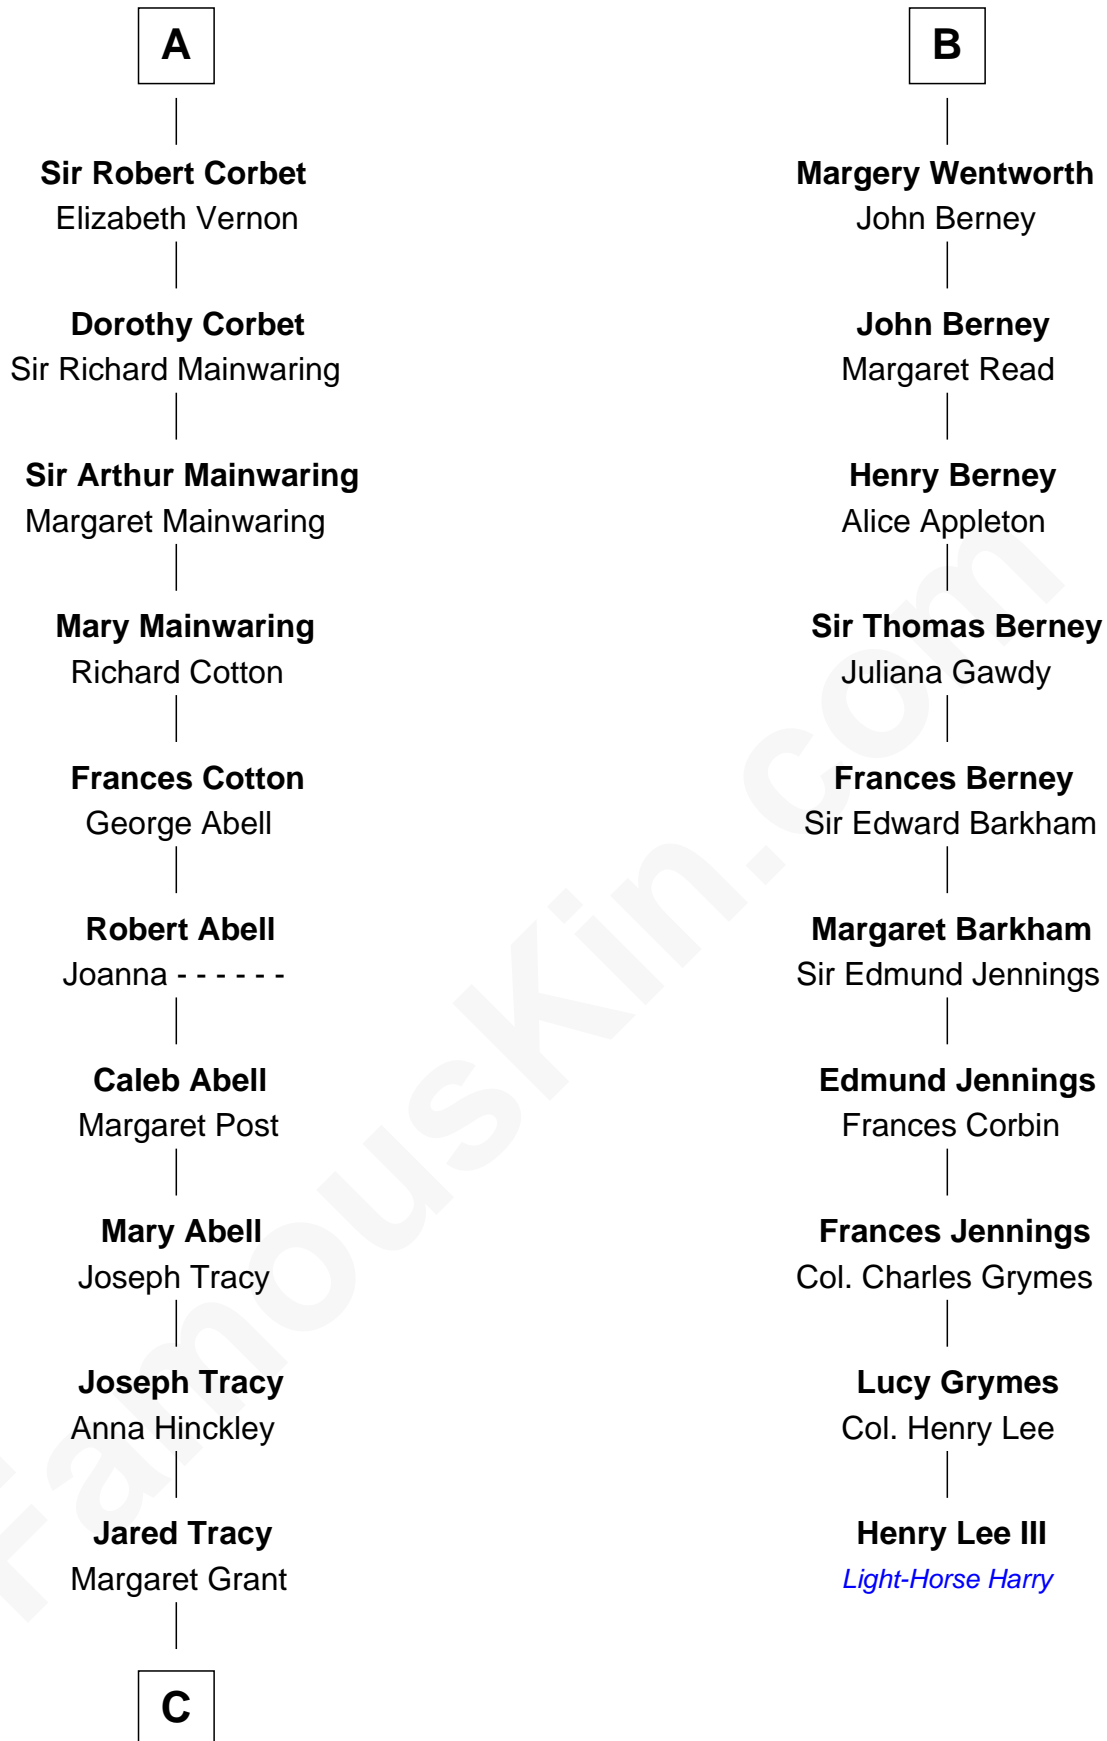 A
Sir Robert Corbet
Elizabeth Vernon
Dorothy Corbet
Sir Richard Mainwaring
Sir Arthur Mainwaring
Margaret Mainwaring
Mary Mainwaring
Richard Cotton
Frances Cotton
George Abell
Robert Abell
Joanna - - - - - -
Caleb Abell
Margaret Post
Mary Abell
Joseph Tracy
Joseph Tracy
Anna Hinckley
Jared Tracy
Margaret Grant
C
B
Margery Wentworth
John Berney
John Berney
Margaret Read
Henry Berney
Alice Appleton
Sir Thomas Berney
Juliana Gawdy
Frances Berney
Sir Edward Barkham
Margaret Barkham
Sir Edmund Jennings
Edmund Jennings
Frances Corbin
Frances Jennings
Col. Charles Grymes
Lucy Grymes
Col. Henry Lee
Henry Lee III
Light-Horse Harry
FamousKin.com